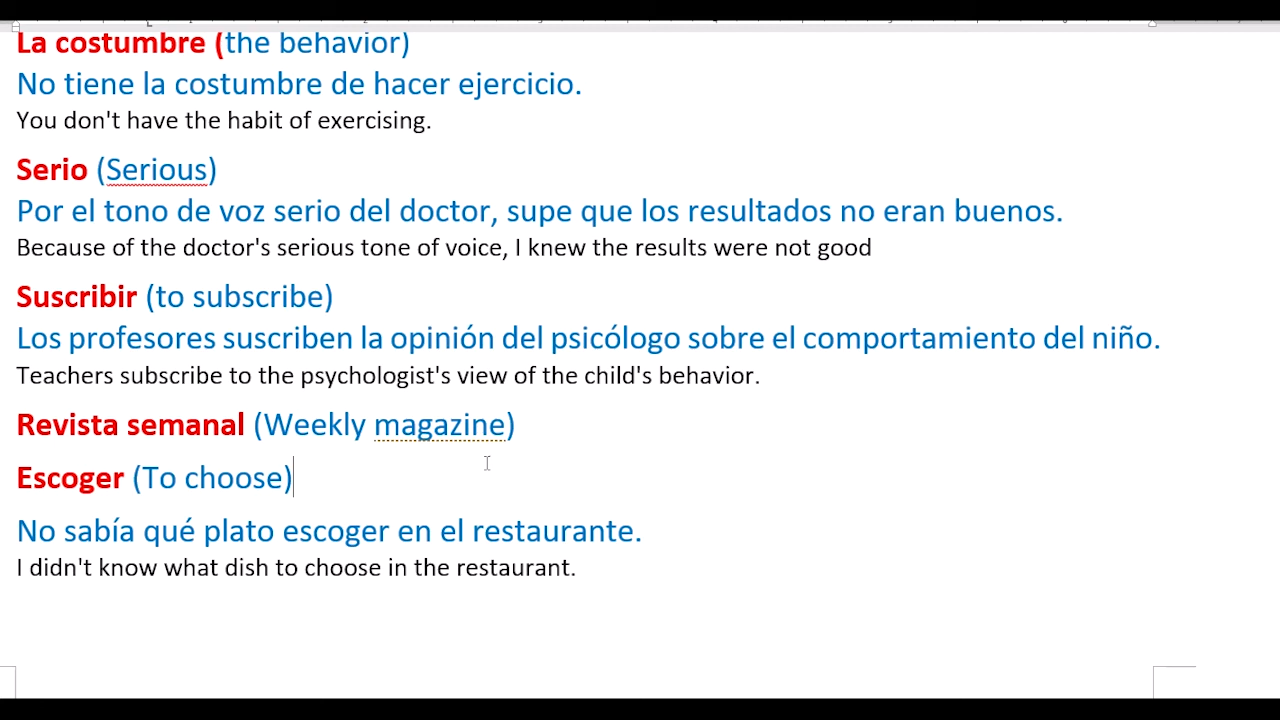 La costumbre (the behavior)
No tiene la costumbre de hacer ejercicio.
You don't have the habit of exercising.
Serio (Serious)
Por el tono de voz serio del doctor, supe que los resultados no eran buenos.
Because of the doctor's serious tone of voice, I knew the results were not good
Suscribir (to subscribe)
Los profesores suscriben la opinión del psicólogo sobre el comportamiento del niño.
Teachers subscribe to the psychologist's view of the child's behavior.
Revista semanal (Weekly magazine)
Escoger (To choose)
No sabía qué plato escoger en el restaurante.
I didn't know what dish to choose in the restaurant.